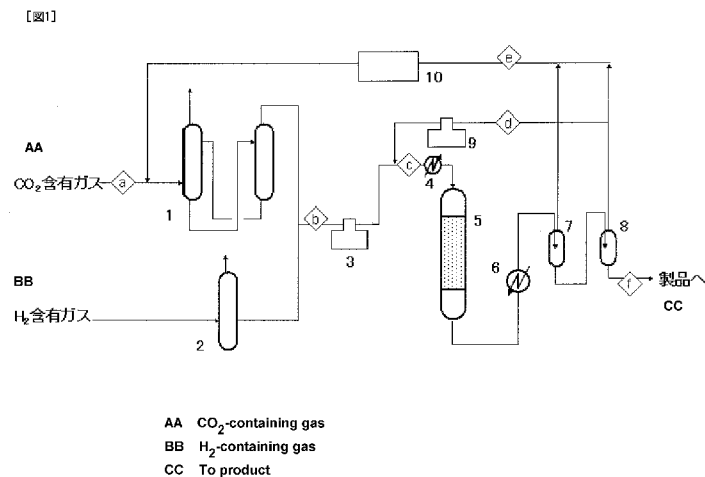 [図1]
10
e
9
d
AA
CO₂含有ガス
a
c
4
1
b
3
5
7
8
6
BB
H₂含有ガス
2
f
製品へ
CC
AA CO₂-containing gas
BB H₂-containing gas
CC To product